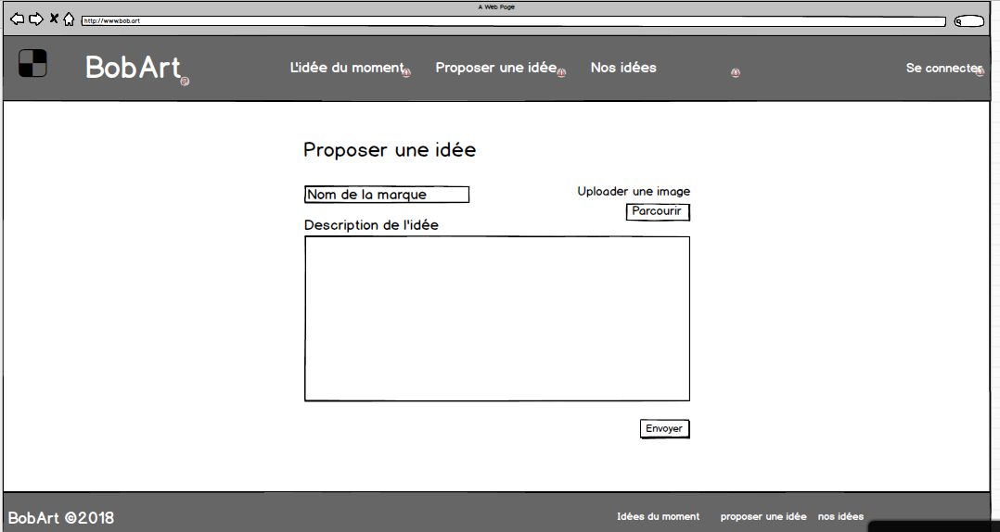 A Web Page
http://www.bob.art
BobArt
L'idée du moment
Proposer une idée
Nos idées
Se connecter
Proposer une idée
Nom de la marque
Uploader une image
Parcourir
Description de l'idée
Envoyer
BobArt ©2018
Idées du moment
proposer une idée
nos idées